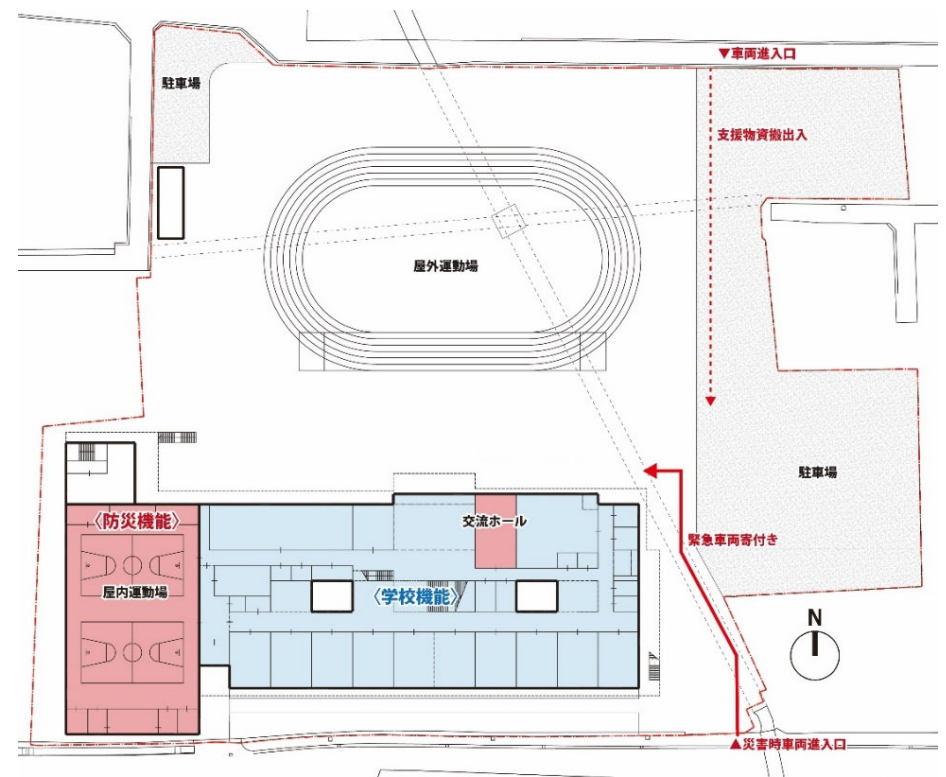 ▼車両進入口
駐車場
支援物資搬出入
屋外運動場
駐車場
〈防災機能〉
交流ホール
緊急車両寄付き
屋内運動場
〈学校機能〉
N
▲災害時車両進入口